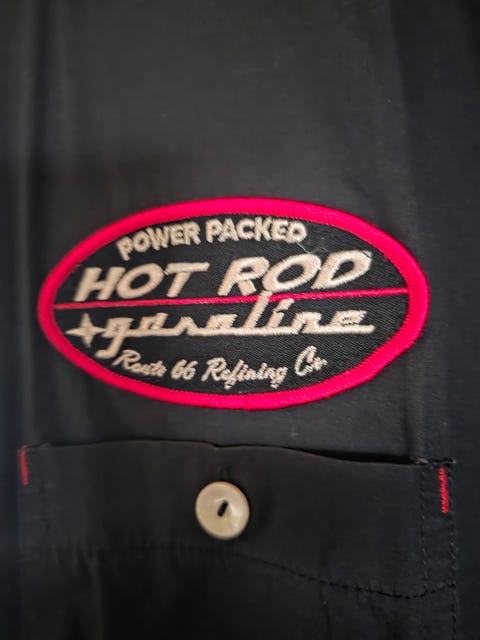 POWER PACKED
HOT ROD
gasoline
Route 66 Refining Co.